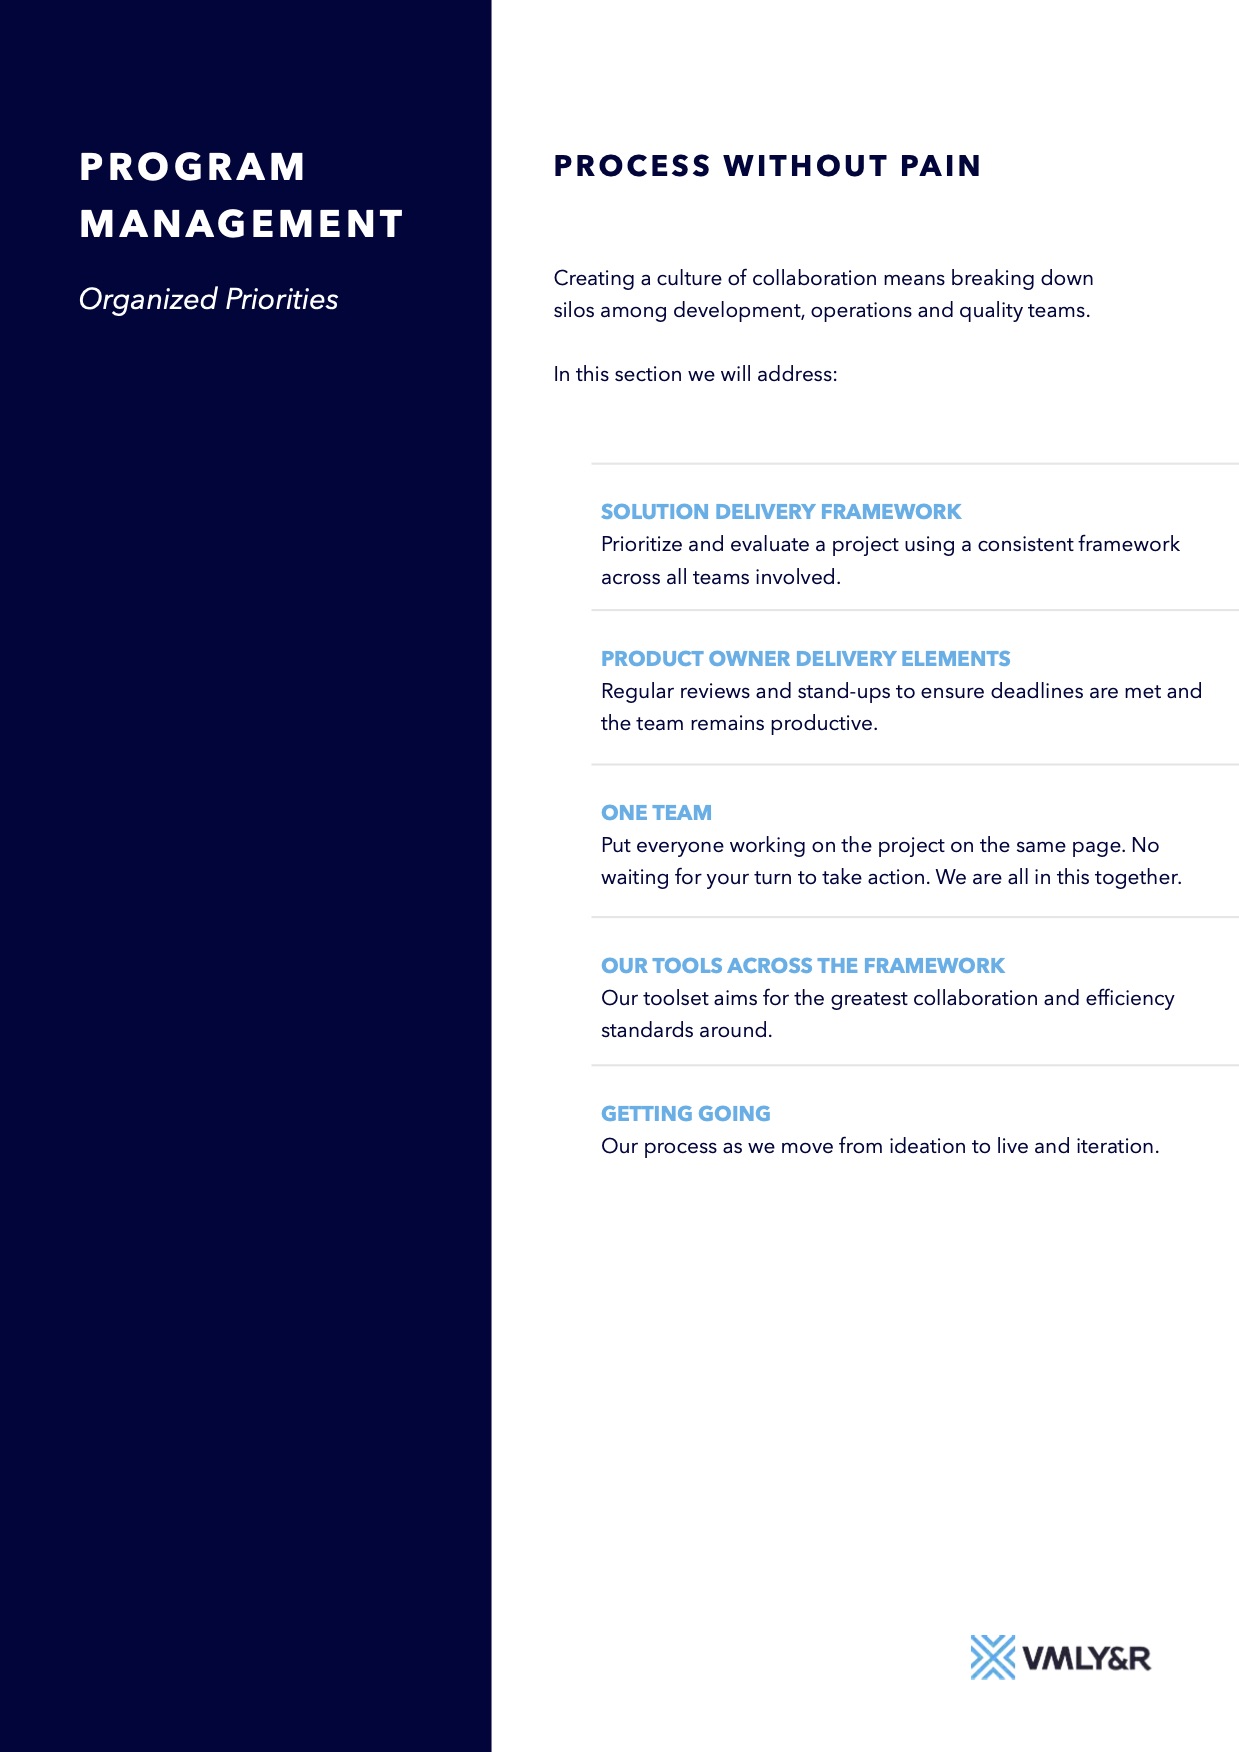 PROGRAM
MANAGEMENT
Organized Priorities
PROCESS WITHOUT PAIN
Creating a culture of collaboration means breaking down
silos among development, operations and quality teams.
In this section we will address:
SOLUTION DELIVERY FRAMEWORK
Prioritize and evaluate a project using a consistent framework
across all teams involved.
PRODUCT OWNER DELIVERY ELEMENTS
Regular reviews and stand-ups to ensure deadlines are met and
the team remains productive.
ONE TEAM
Put everyone working on the project on the same page. No
waiting for your turn to take action. We are all in this together.
OUR TOOLS ACROSS THE FRAMEWORK
Our toolset aims for the greatest collaboration and efficiency
standards around.
GETTING GOING
Our process as we move from ideation to live and iteration.
VMLY&R